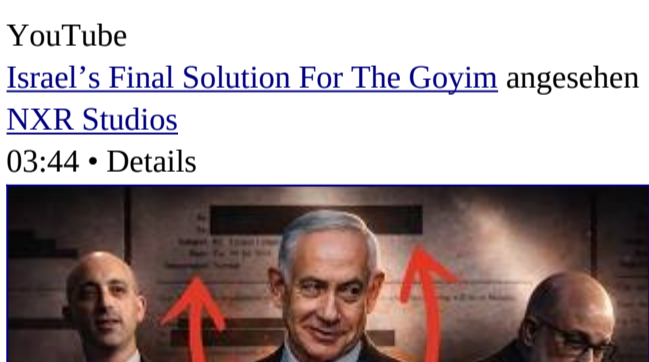 YouTube
Israel’s Final Solution For The Goyim angesehen
NXR Studios
03:44 • Details